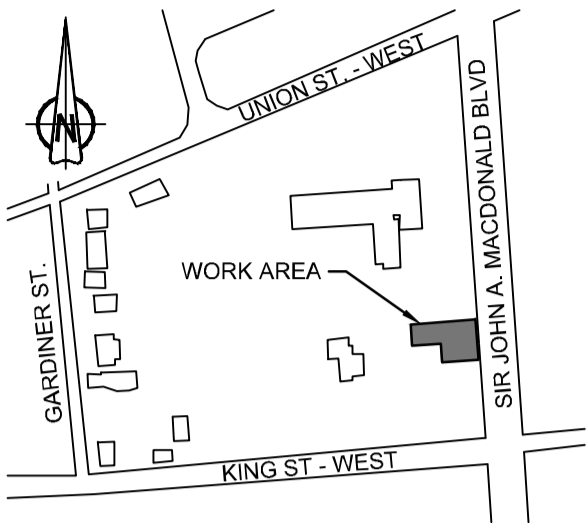 UNION ST. - WEST
N
SIR JOHN A. MACDONALD BLVD
WORK AREA
GARDINER ST.
KING ST - WEST